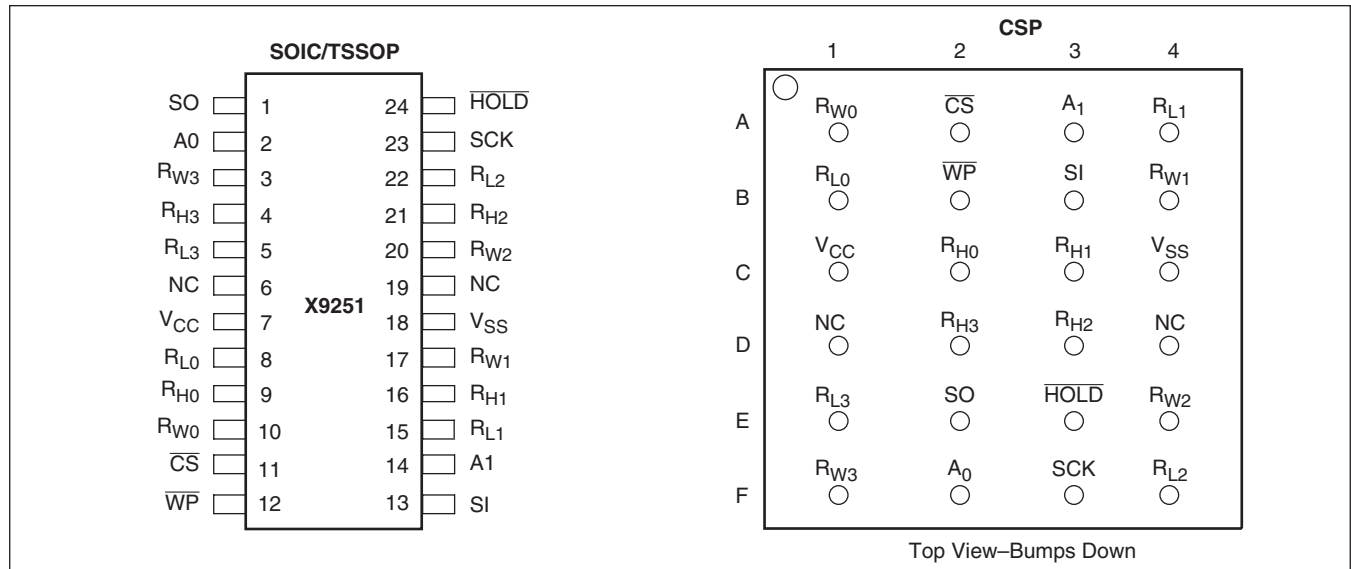 SOIC/TSSOP
SO 1 24 HOLD
A0 2 23 SCK
RW3 3 22 RL2
RH3 4 21 RH2
RL3 5 20 RW2
NC 6 19 NC
X9251
VCC 7 18 VSS
RL0 8 17 RW1
RH0 9 16 RH1
RW0 10 15 RL1
CS 11 14 A1
WP 12 13 SI
CSP
1 2 3 4
A RW0 CS A1 RL1
B RL0 WP SI RW1
C VCC RH0 RH1 VSS
D NC RH3 RH2 NC
E RL3 SO HOLD RW2
F RW3 A0 SCK RL2
Top View–Bumps Down